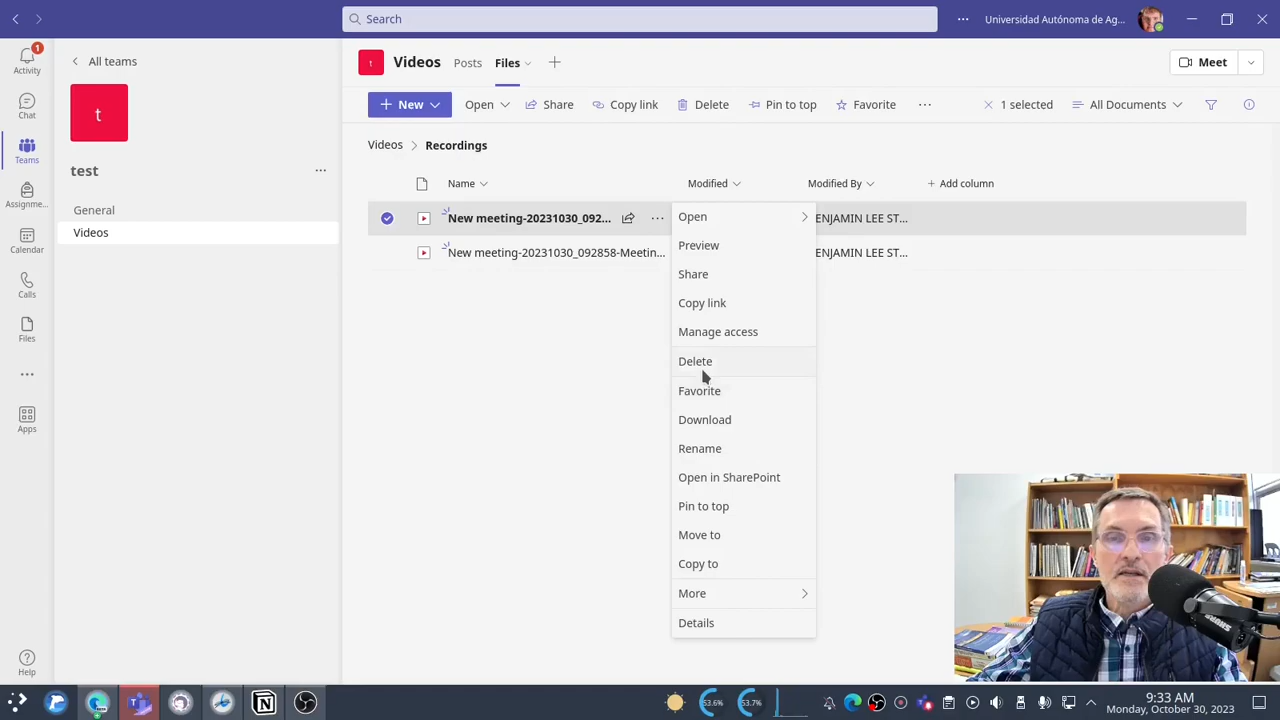 Search
Universidad Autónoma de Ag...
1
Activity
Chat
Teams
Assignme...
Calendar
Calls
Files
Apps
Help
All teams
t
test
General
Videos
t
Videos
Posts
Files
Meet
New
Open
Share
Copy link
Delete
Pin to top
Favorite
1 selected
All Documents
Videos
Recordings
Name
Modified
Modified By
Add column
New meeting-20231030_092...
ENJAMIN LEE ST...
New meeting-20231030_092858-Meetin...
ENJAMIN LEE ST...
Open
Preview
Share
Copy link
Manage access
Delete
Favorite
Download
Rename
Open in SharePoint
Pin to top
Move to
Copy to
More
Details
53.6%
53.7%
9:33 AM
Monday, October 30, 2023